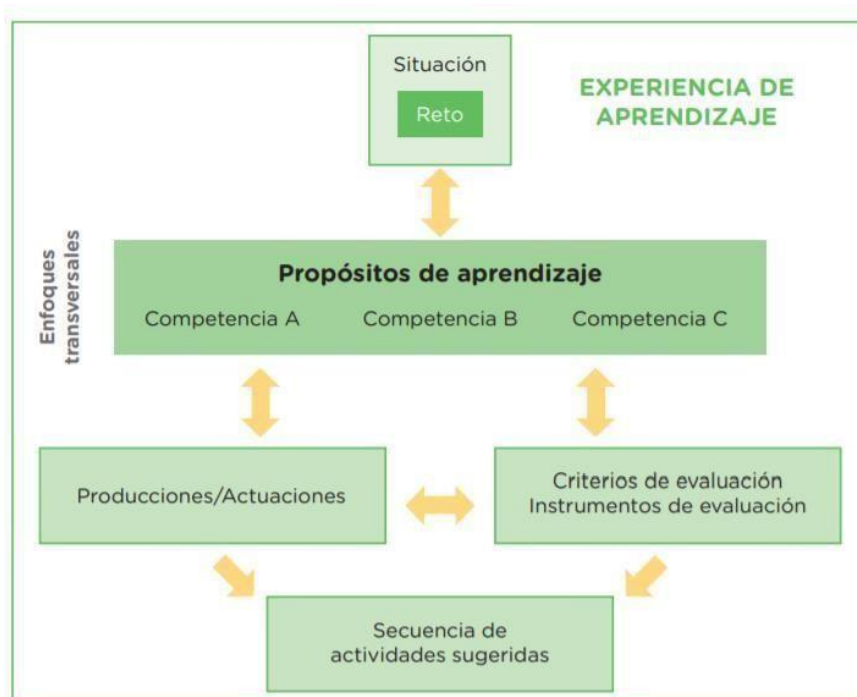 Situación
Reto
EXPERIENCIA DE
APRENDIZAJE
Enfoques
transversales
Propósitos de aprendizaje
Competencia A
Competencia B
Competencia C
Producciones/Actuaciones
Criterios de evaluación
Instrumentos de evaluación
Secuencia de
actividades sugeridas